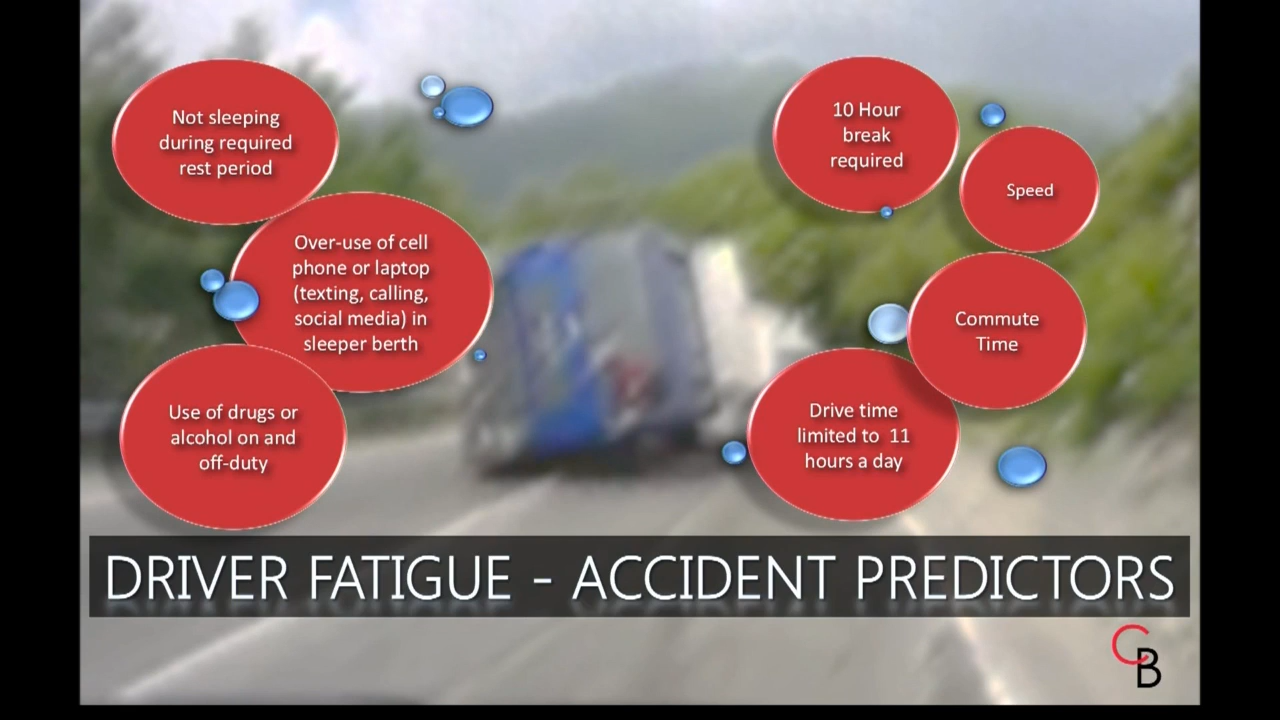 Not sleeping
during required
rest period
Over-use of cell
phone or laptop
(texting, calling,
social media) in
sleeper berth
Use of drugs or
alcohol on and
off-duty
10 Hour
break
required
Speed
Commute
Time
Drive time
limited to 11
hours a day
DRIVER FATIGUE - ACCIDENT PREDICTORS
CB